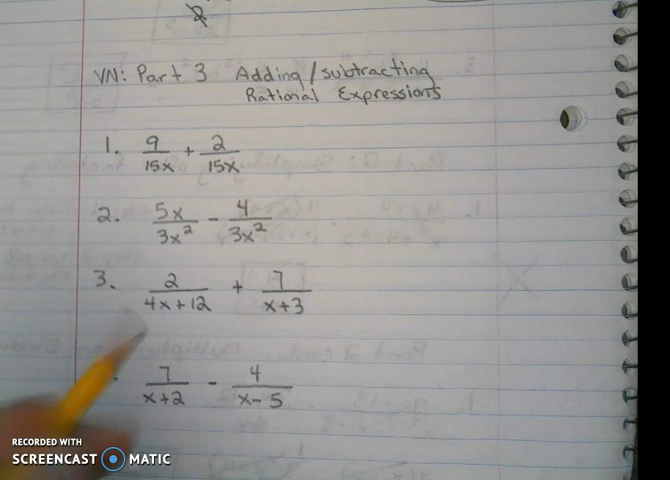 VN: Part 3 Adding/subtracting
Rational Expressions
1. 9/15x + 2/15x
2. 5x/3x² - 4/3x²
3. 2/4x+12 + 7/x+3
7/x+2 - 4/x-5
RECORDED WITH
SCREENCAST MATIC